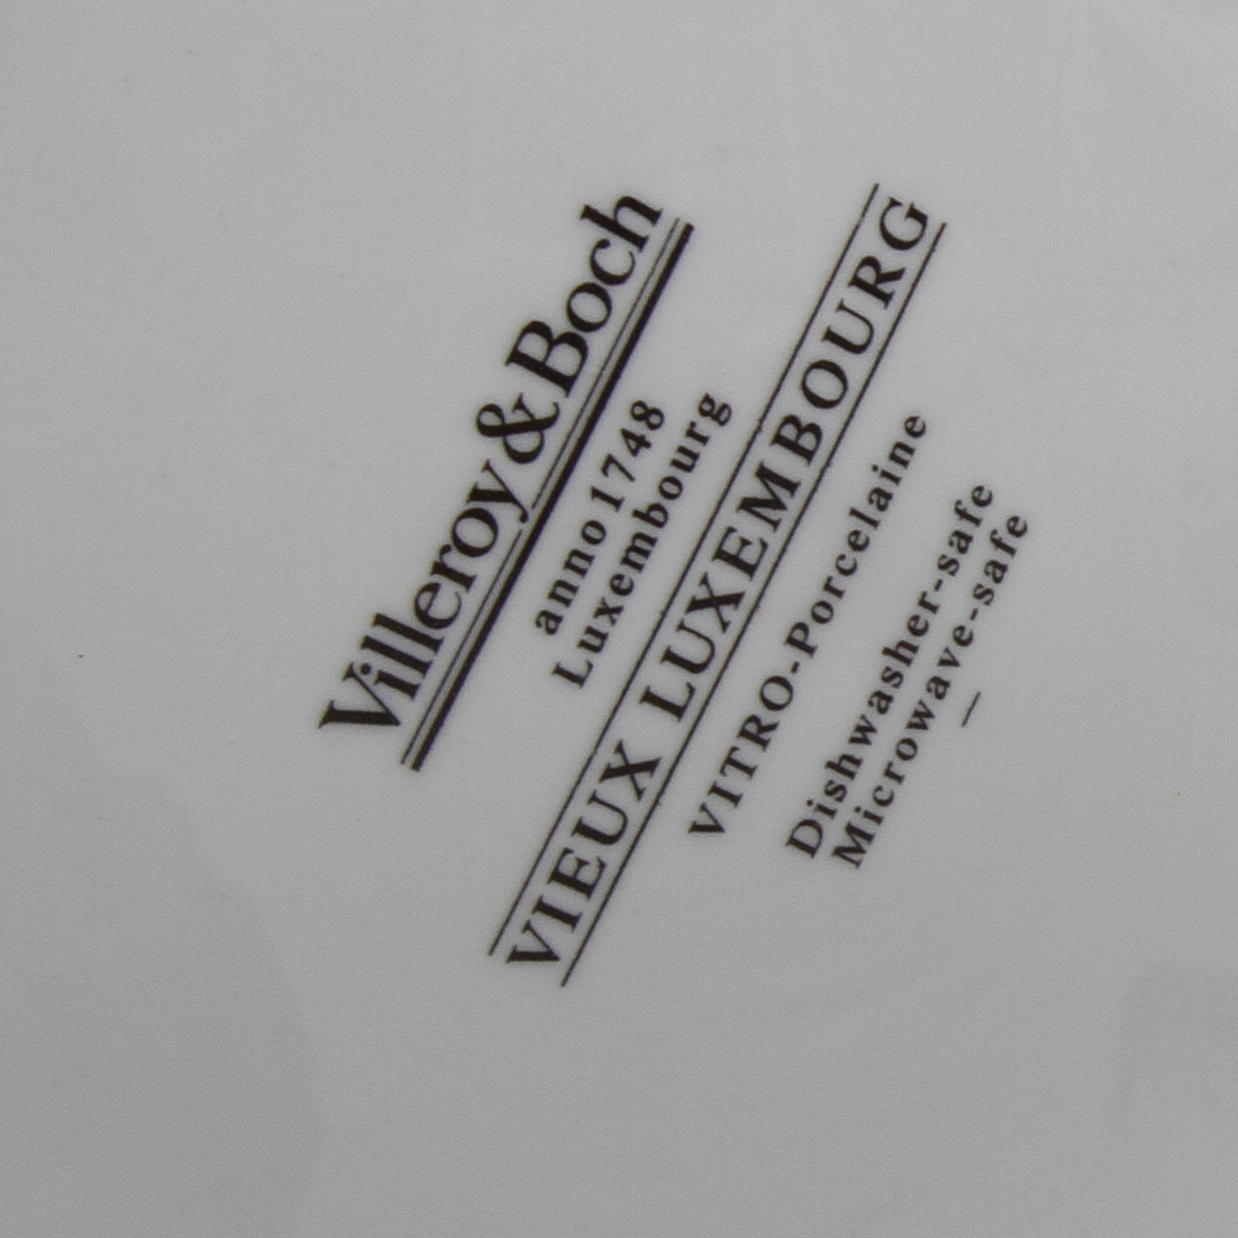 Villeroy & Boch
anno 1748
Luxembourg
VIEUX LUXEMBOURG
VITRO-Porcelaine
Dishwasher-safe
Microwave-safe